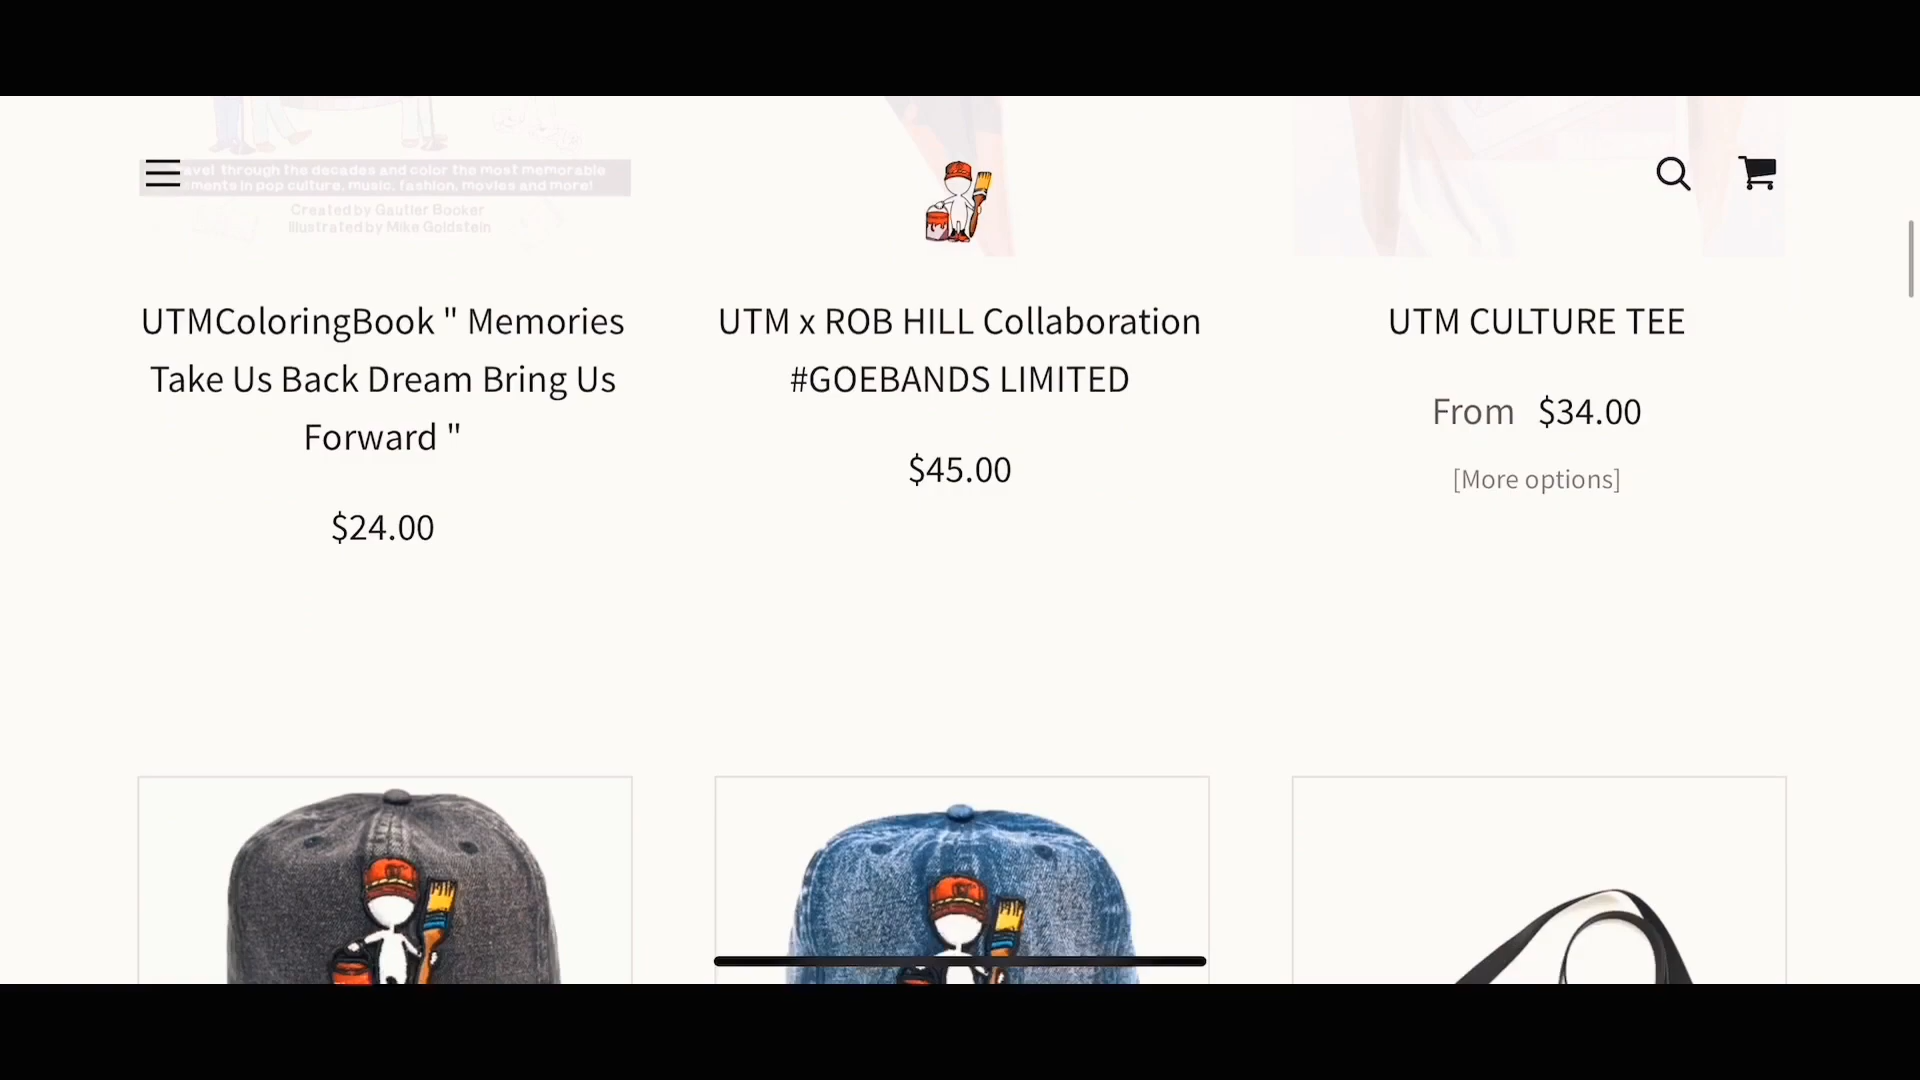 avel through the decades and color the most memorable
ments in pop culture, music, fashion, movies and more!
Created by Gautier Booker
Illustrated by Mike Goldstein
UTMColoringBook " Memories
Take Us Back Dream Bring Us
Forward "
$24.00
UTM x ROB HILL Collaboration
#GOEBANDS LIMITED
$45.00
UTM CULTURE TEE
From $34.00
[More options]